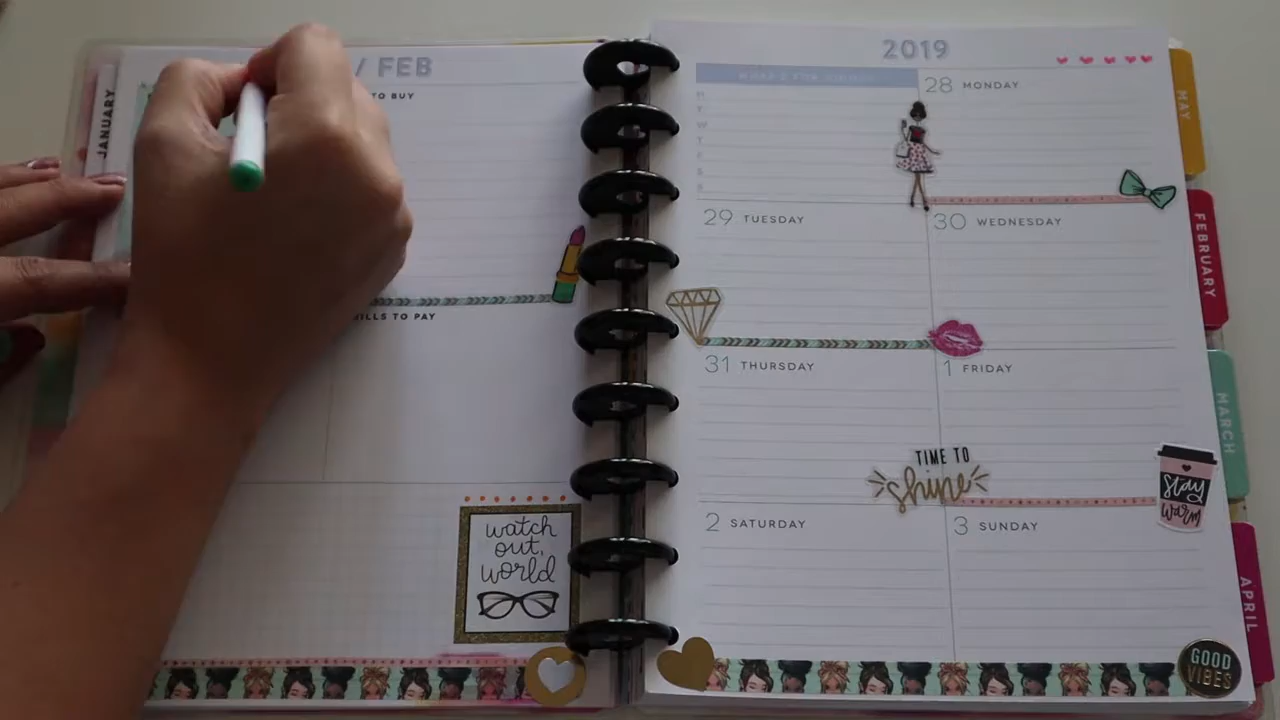 / FEB
2019
JANUARY
TO BUY
28 MONDAY
M
T
W
T
F
S
S
29 TUESDAY
30 WEDNESDAY
BILLS TO PAY
31 THURSDAY
1 FRIDAY
TIME TO
shine
stay
warm
2 SATURDAY
3 SUNDAY
watch
out,
world
GOOD
VIBES
MAY
FEBRUARY
MARCH
APRIL